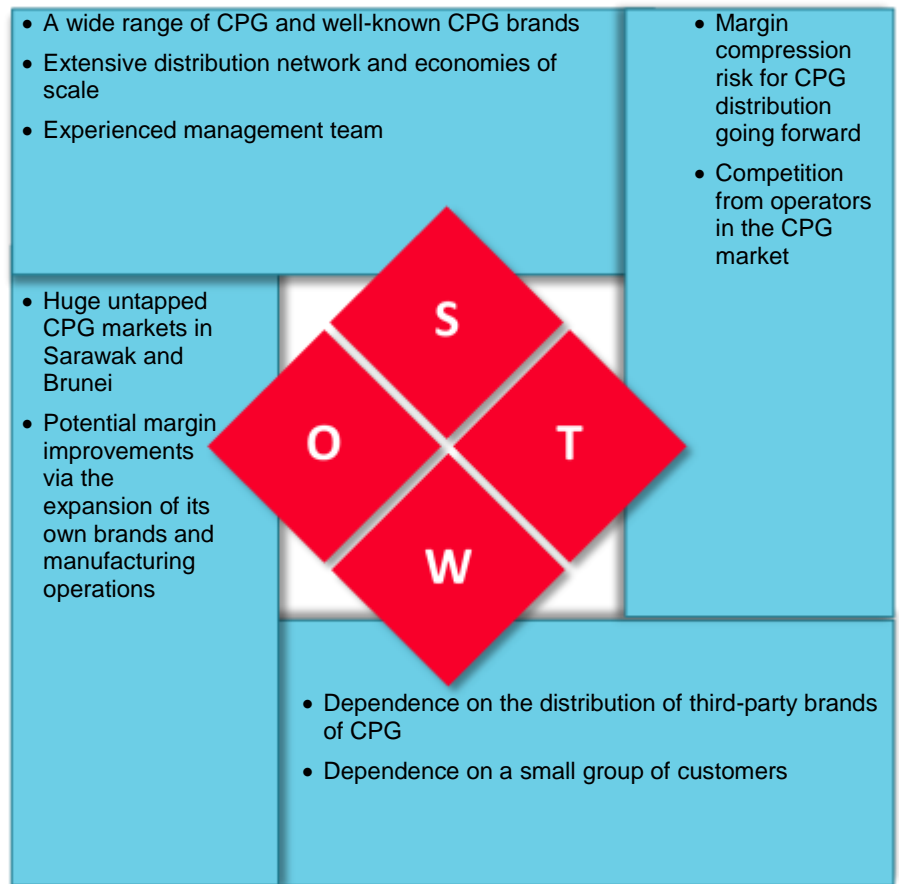 • A wide range of CPG and well-known CPG brands
• Extensive distribution network and economies of
scale
• Experienced management team
• Margin
compression
risk for CPG
distribution
going forward
• Competition
from operators
in the CPG
market
• Huge untapped
CPG markets in
Sarawak and
Brunei
• Potential margin
improvements
via the
expansion of its
own brands and
manufacturing
operations
S
O
T
W
• Dependence on the distribution of third-party brands
of CPG
• Dependence on a small group of customers